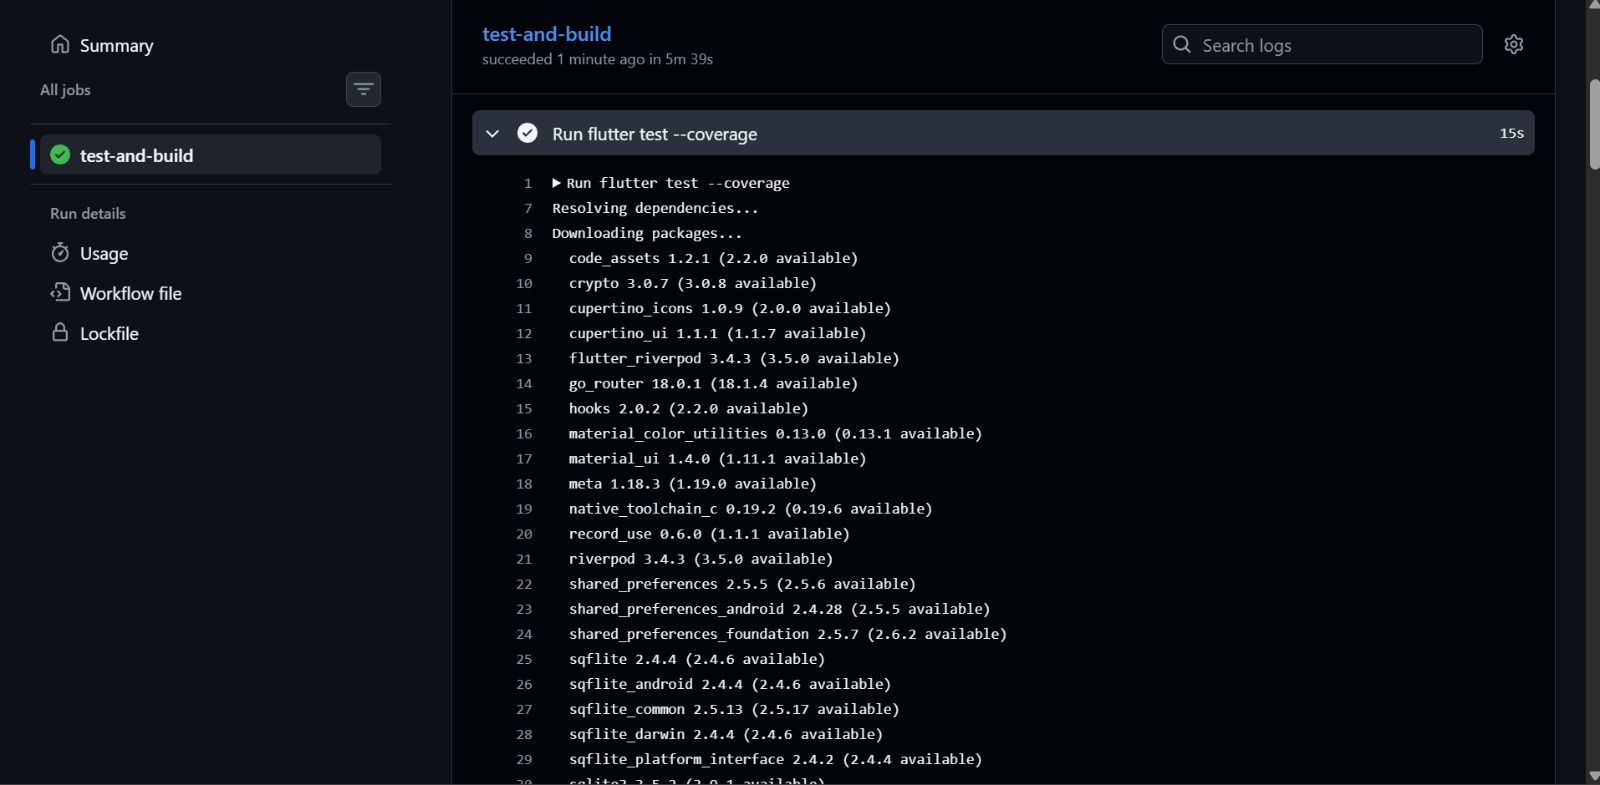 Summary
All jobs
test-and-build
Run details
Usage
Workflow file
Lockfile
test-and-build
succeeded 1 minute ago in 5m 39s
Search logs
Run flutter test --coverage 15s
1 Run flutter test --coverage
7 Resolving dependencies...
8 Downloading packages...
9 code_assets 1.2.1 (2.2.0 available)
10 crypto 3.0.7 (3.0.8 available)
11 cupertino_icons 1.0.9 (2.0.0 available)
12 cupertino_ui 1.1.1 (1.1.7 available)
13 flutter_riverpod 3.4.3 (3.5.0 available)
14 go_router 18.0.1 (18.1.4 available)
15 hooks 2.0.2 (2.2.0 available)
16 material_color_utilities 0.13.0 (0.13.1 available)
17 material_ui 1.4.0 (1.11.1 available)
18 meta 1.18.3 (1.19.0 available)
19 native_toolchain_c 0.19.2 (0.19.6 available)
20 record_use 0.6.0 (1.1.1 available)
21 riverpod 3.4.3 (3.5.0 available)
22 shared_preferences 2.5.5 (2.5.6 available)
23 shared_preferences_android 2.4.28 (2.5.5 available)
24 shared_preferences_foundation 2.5.7 (2.6.2 available)
25 sqflite 2.4.4 (2.4.6 available)
26 sqflite_android 2.4.4 (2.4.6 available)
27 sqflite_common 2.5.13 (2.5.17 available)
28 sqflite_darwin 2.4.4 (2.4.6 available)
29 sqflite_platform_interface 2.4.2 (2.4.4 available)